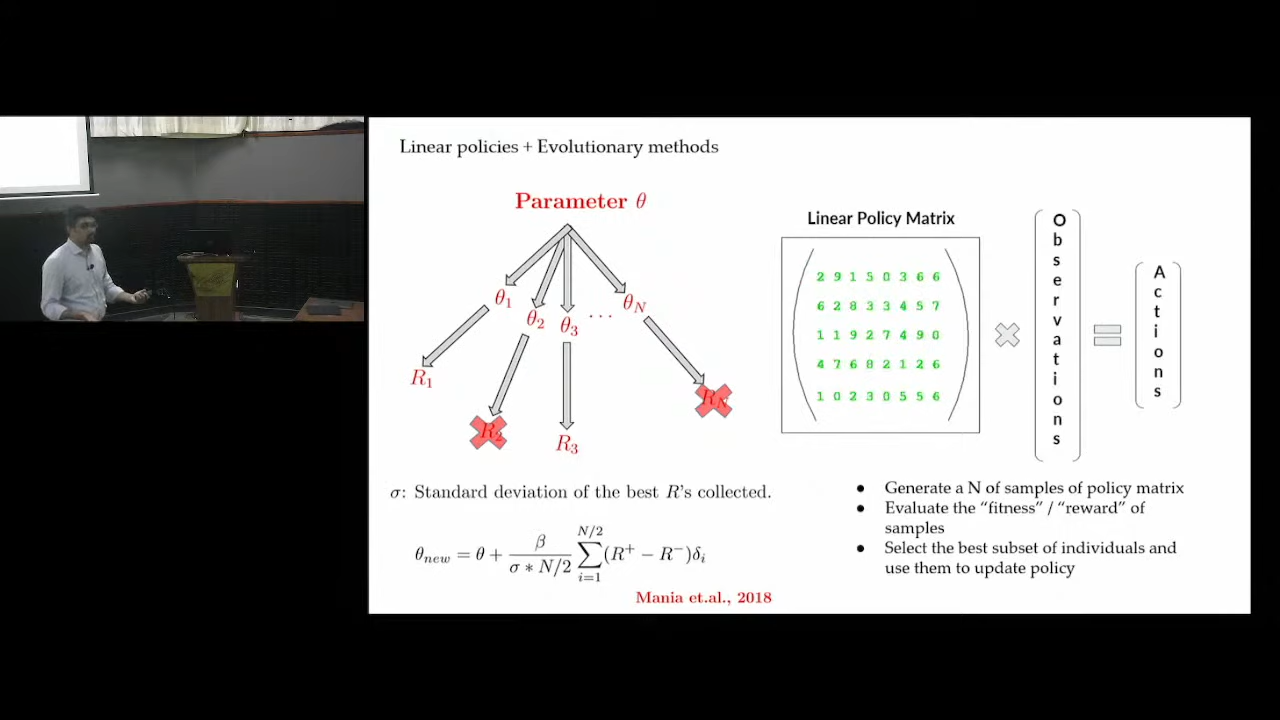 Linear policies + Evolutionary methods
Parameter θ
θ1
θ2
θ3
...
θN
R1
R2
R3
RN
σ: Standard deviation of the best R's collected.
θnew = θ + β / (σ * N/2) ∑_{i=1}^{N/2} (R⁺ − R⁻)δi
Mania et.al., 2018
Linear Policy Matrix
2 9 1 5 0 3 6 6
6 2 8 3 3 4 5 7
1 1 9 2 7 4 9 0
4 7 6 8 2 1 2 6
1 0 2 3 0 5 5 6
Observations
Actions
● Generate a N of samples of policy matrix
● Evaluate the “fitness” / “reward” of
samples
● Select the best subset of individuals and
use them to update policy